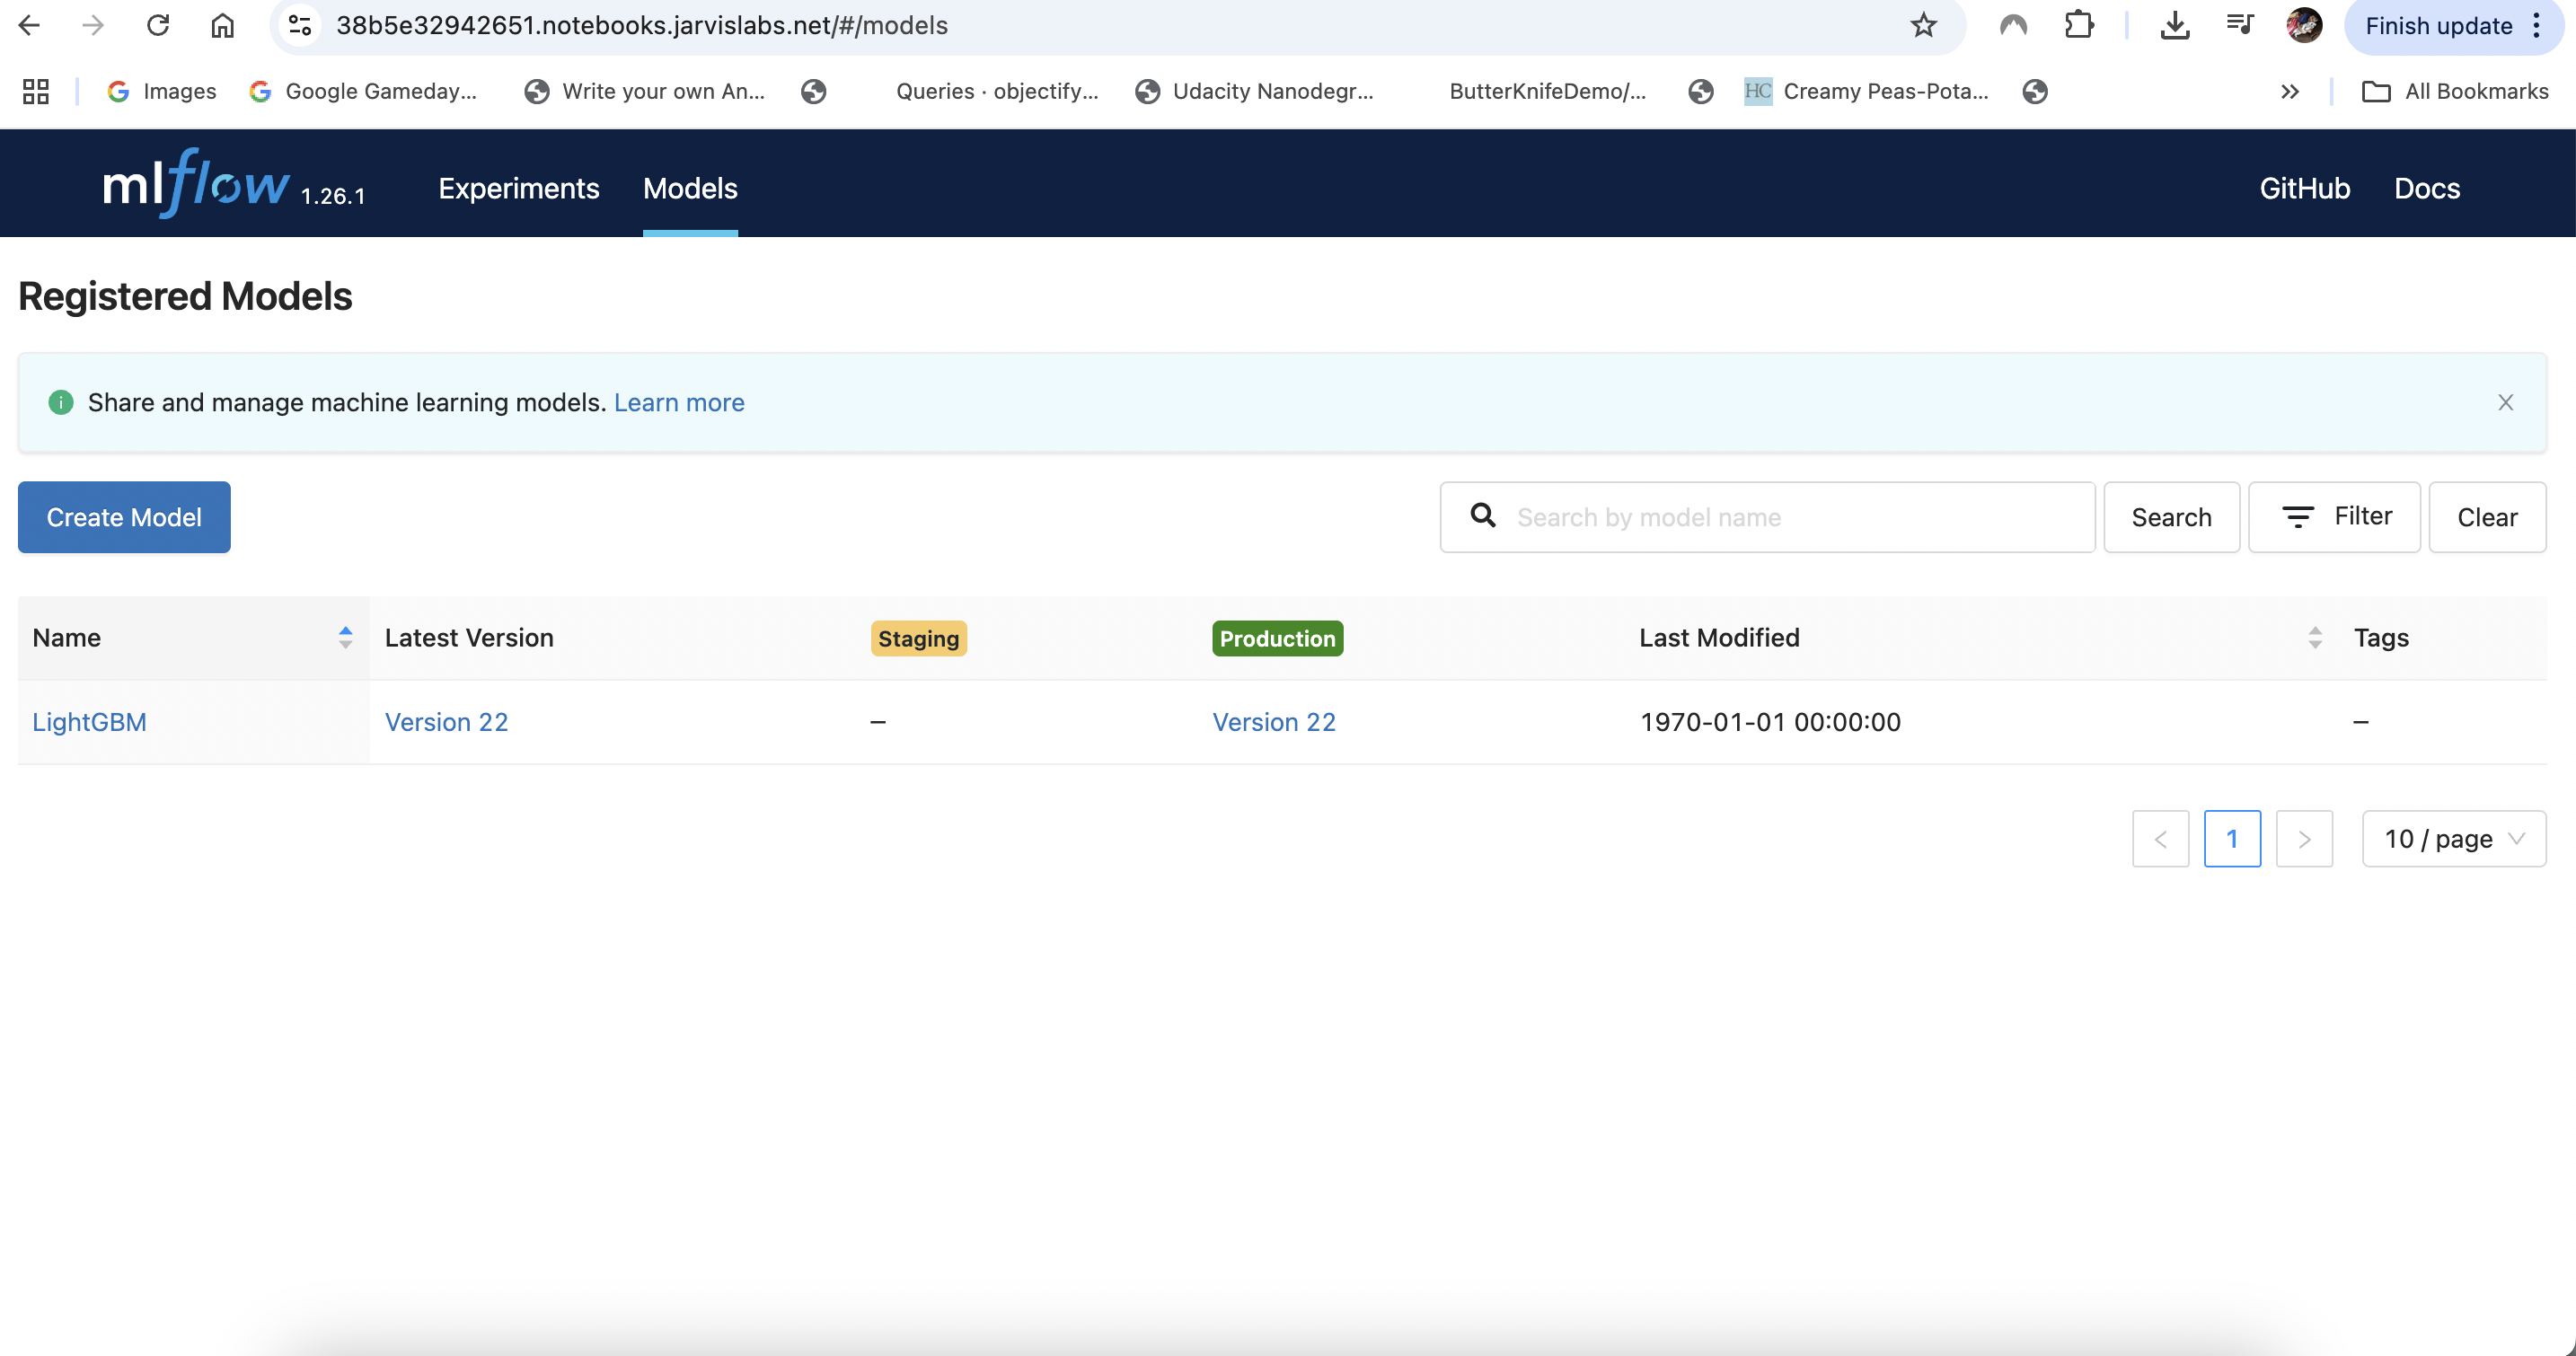 38b5e32942651.notebooks.jarvislabs.net/#/models
Finish update
Images
Google Gameday...
Write your own An...
Queries · objectify...
Udacity Nanodegr...
ButterKnifeDemo/...
HC
Creamy Peas-Pota...
All Bookmarks
mlflow 1.26.1
Experiments
Models
GitHub
Docs
Registered Models
Share and manage machine learning models. Learn more
Create Model
Search by model name
Search
Filter
Clear
Name
Latest Version
Staging
Production
Last Modified
Tags
LightGBM
Version 22
–
Version 22
1970-01-01 00:00:00
–
1
10 / page